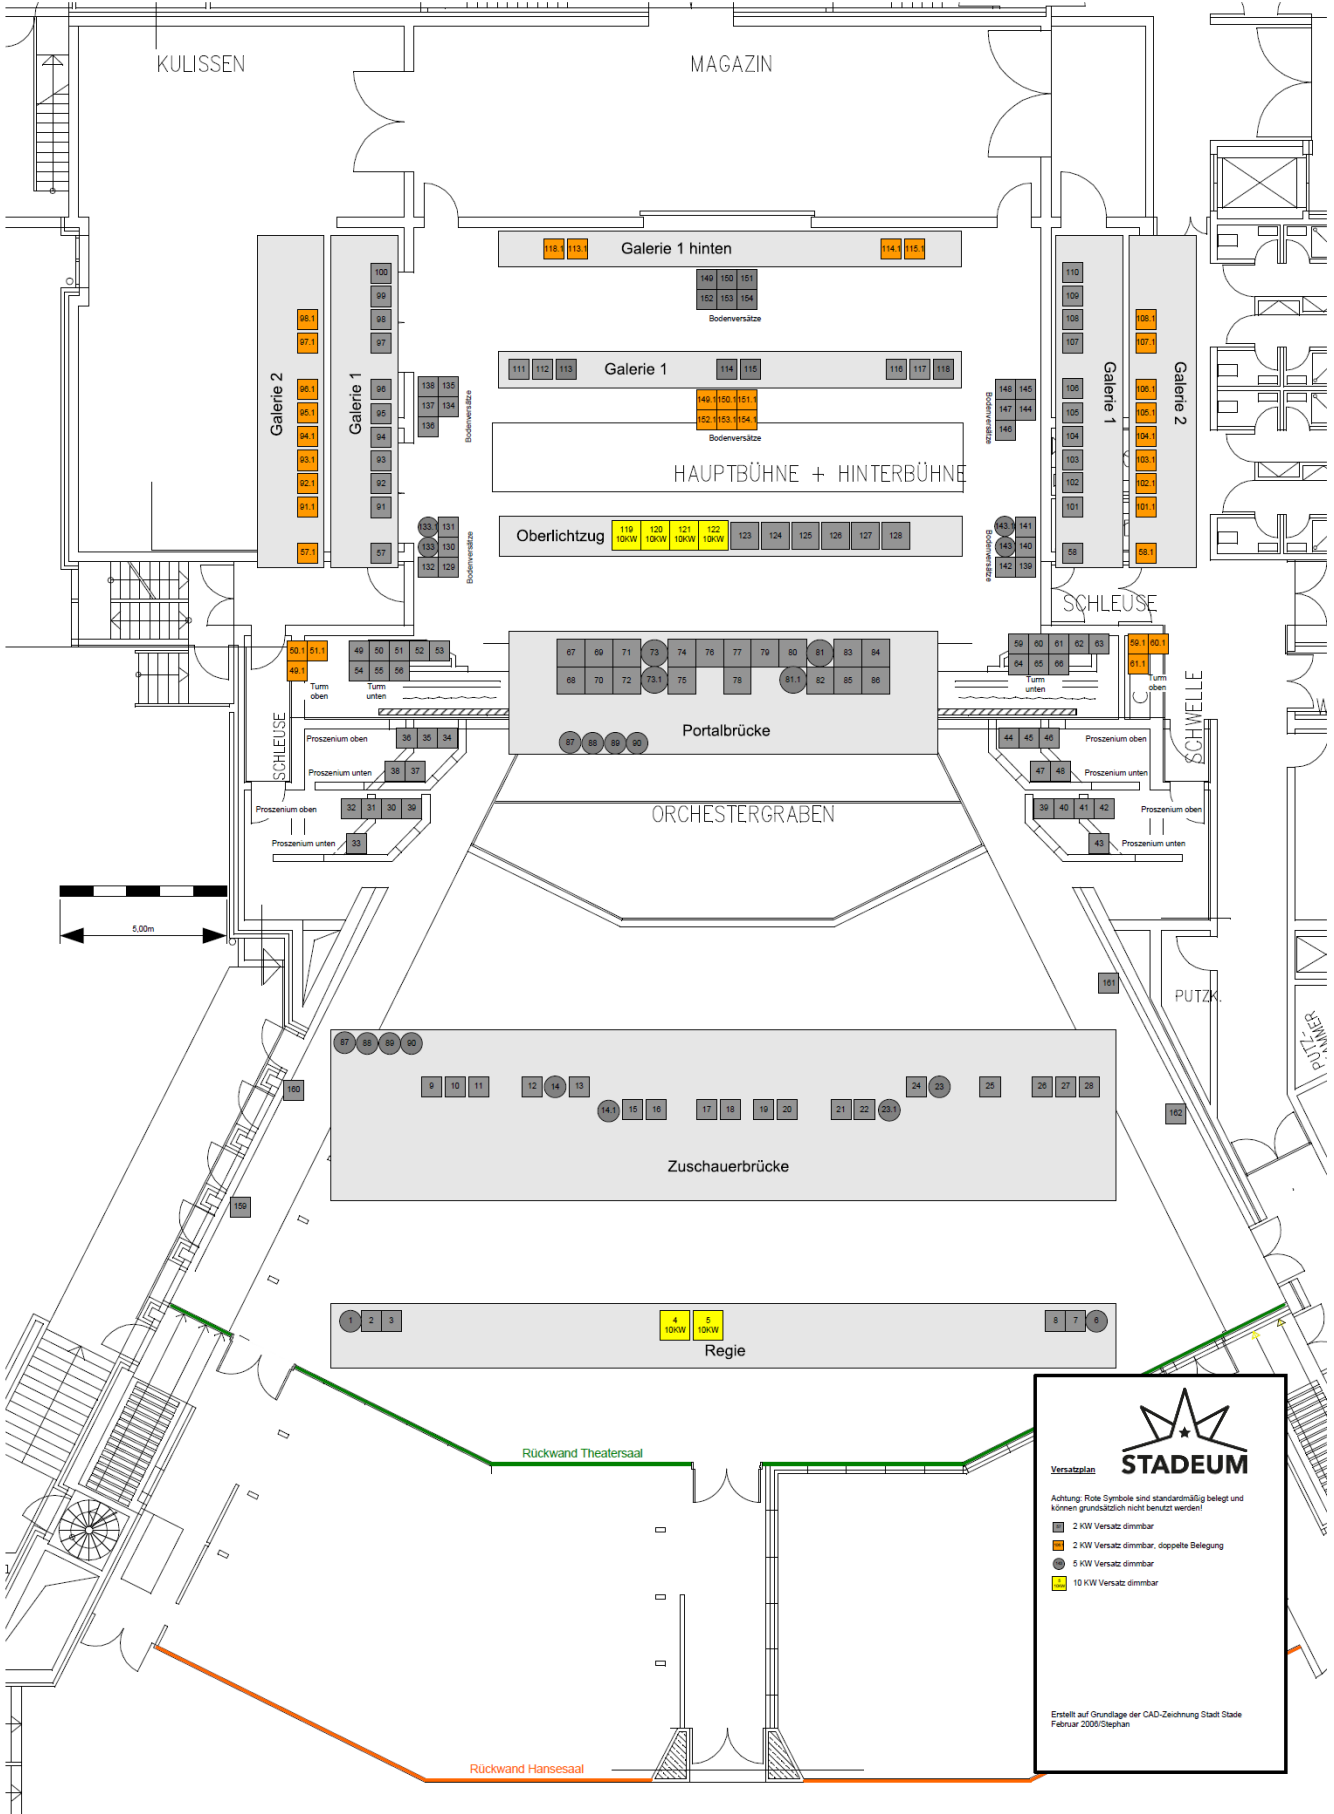 KULISSEN
MAGAZIN
118.1 113.1 Galerie 1 hinten 114.1 115.1
149 150 151
152 153 154
Bodenversätze
111 112 113 Galerie 1 114 115 116 117 118
149.1 150.1 151.1
152.1 153.1 154.1
Bodenversätze
Galerie 2
98.1
97.1
96.1
95.1
94.1
93.1
92.1
91.1
57.1
Galerie 1
100
99
98
97
96
95
94
93
92
91
57
138 135
137 134
136
Bodenversätze
133.1 131
133 130
132 129
Bodenversätze
148 145
147 144
146
Bodenversätze
143.1 141
143 140
142 139
Bodenversätze
Galerie 1
110
109
108
107
106
105
104
103
102
101
58
Galerie 2
108.1
107.1
106.1
105.1
104.1
103.1
102.1
101.1
58.1
HAUPTBÜHNE + HINTERBÜHNE
Oberlichtzug 119 10KW 120 10KW 121 10KW 122 10KW 123 124 125 126 127 128
SCHLEUSE
50.1 51.1
49.1
Turm
oben
49 50 51 52 53
54 55 56
Turm
unten
67 69 71 73 74 76 77 79 80 81 83 84
68 70 72 73.1 75 78 81.1 82 85 86
Portalbrücke
87 88 89 90
59 60 61 62 63
64 65 66
Turm
unten
59.1 60.1
61.1
Turm
oben
SCHLEUSE
SCHWELLE
Proszenium oben 36 35 34
Proszenium unten 38 37
Proszenium oben 32 31 30 39
Proszenium unten 33
44 45 46 Proszenium oben
47 48 Proszenium unten
39 40 41 42 Proszenium oben
43 Proszenium unten
ORCHESTERGRABEN
5,00m
161
PUTZK.
PUTZ-
KAMMER
160
162
159
87 88 89 90
9 10 11 12 14 13 24 23 25 26 27 28
14.1 15 16 17 18 19 20 21 22 23.1
Zuschauerbrücke
1 2 3 4 10KW 5 10KW 8 7 6
Regie
Rückwand Theatersaal
Rückwand Hansesaal
STADEUM
Versatzplan
Achtung: Rote Symbole sind standardmäßig belegt und
können grundsätzlich nicht benutzt werden!
2 KW Versatz dimmbar
2 KW Versatz dimmbar, doppelte Belegung
5 KW Versatz dimmbar
10 KW Versatz dimmbar
Erstellt auf Grundlage der CAD-Zeichnung Stadt Stade
Februar 2006/Stephan